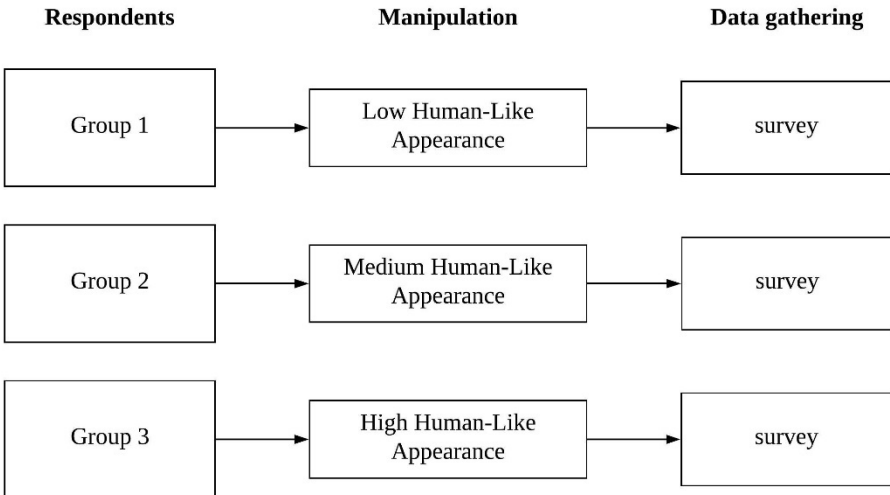 Respondents
Manipulation
Data gathering
Group 1
Low Human-Like
Appearance
survey
Group 2
Medium Human-Like
Appearance
survey
Group 3
High Human-Like
Appearance
survey